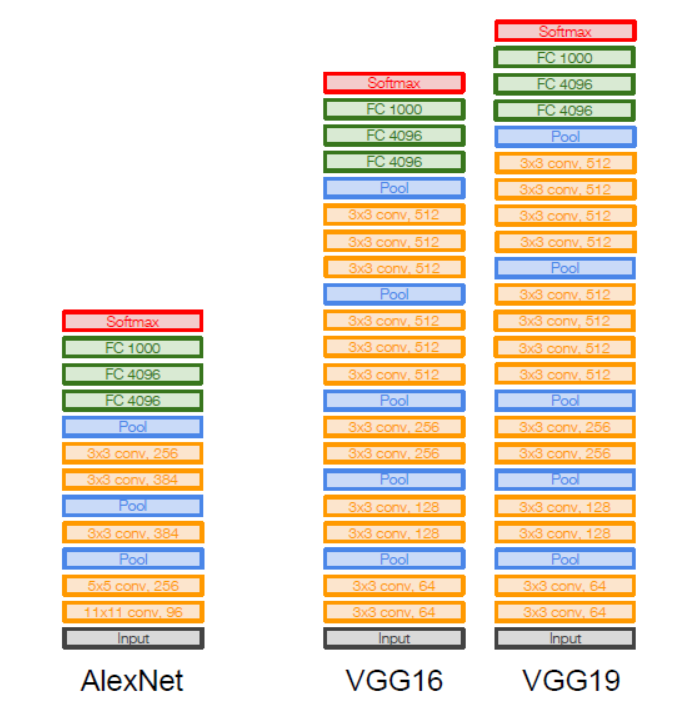 Softmax
FC 1000
FC 4096
FC 4096
Pool
3x3 conv, 256
3x3 conv, 384
Pool
3x3 conv, 384
Pool
5x5 conv, 256
11x11 conv, 96
Input
AlexNet
Softmax
FC 1000
FC 4096
FC 4096
Pool
3x3 conv, 512
3x3 conv, 512
3x3 conv, 512
Pool
3x3 conv, 512
3x3 conv, 512
3x3 conv, 512
Pool
3x3 conv, 256
3x3 conv, 256
Pool
3x3 conv, 128
3x3 conv, 128
Pool
3x3 conv, 64
3x3 conv, 64
Input
VGG16
Softmax
FC 1000
FC 4096
FC 4096
Pool
3x3 conv, 512
3x3 conv, 512
3x3 conv, 512
3x3 conv, 512
Pool
3x3 conv, 512
3x3 conv, 512
3x3 conv, 512
3x3 conv, 512
Pool
3x3 conv, 256
3x3 conv, 256
Pool
3x3 conv, 128
3x3 conv, 128
Pool
3x3 conv, 64
3x3 conv, 64
Input
VGG19